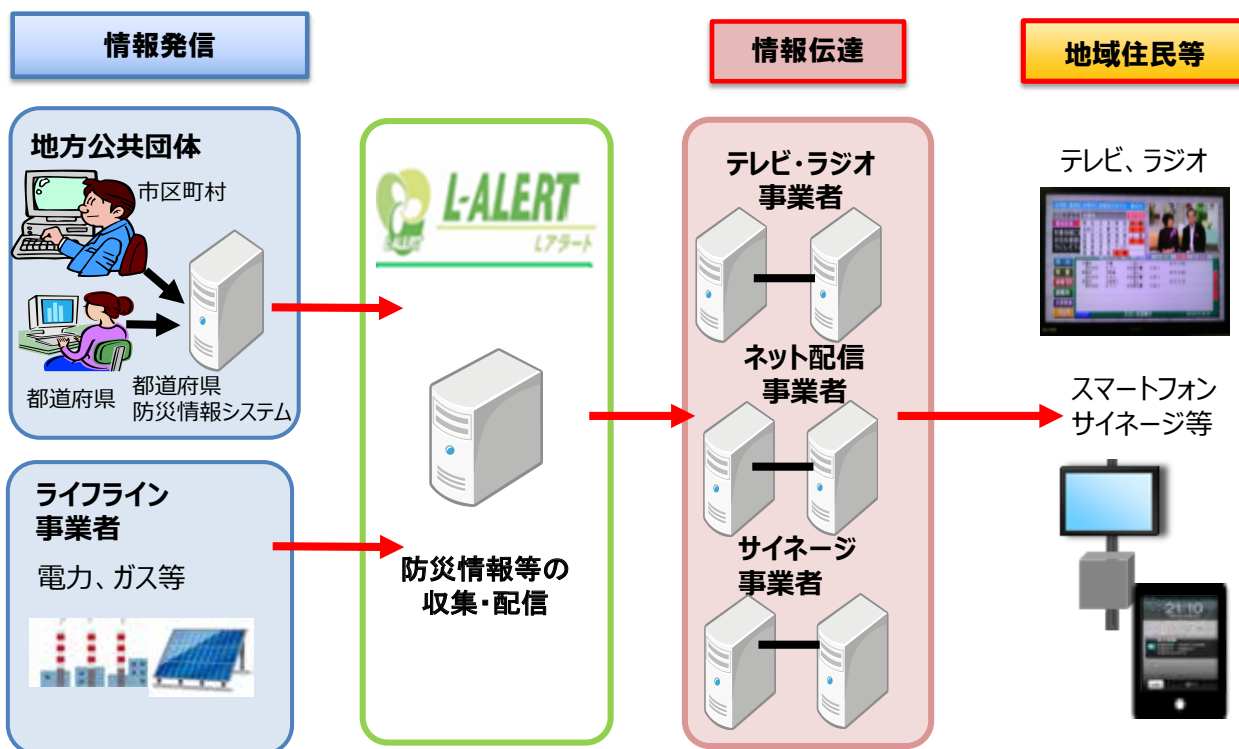 情報発信
情報伝達
地域住民等
地方公共団体
市区町村
都道府県
都道府県
防災情報システム
ライフライン
事業者
電力、ガス等
L-ALERT
Lアラート
防災情報等の
収集・配信
テレビ・ラジオ
事業者
ネット配信
事業者
サイネージ
事業者
テレビ、ラジオ
スマートフォン
サイネージ等
21:10